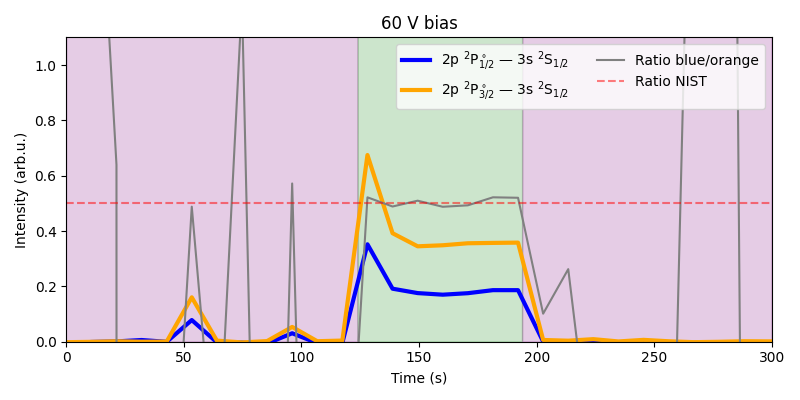 60 V bias
2p ²P°₁/₂ — 3s ²S₁/₂
2p ²P°₃/₂ — 3s ²S₁/₂
Ratio blue/orange
Ratio NIST
Intensity (arb.u.)
1.0
0.8
0.6
0.4
0.2
0.0
0 50 100 150 200 250 300
Time (s)